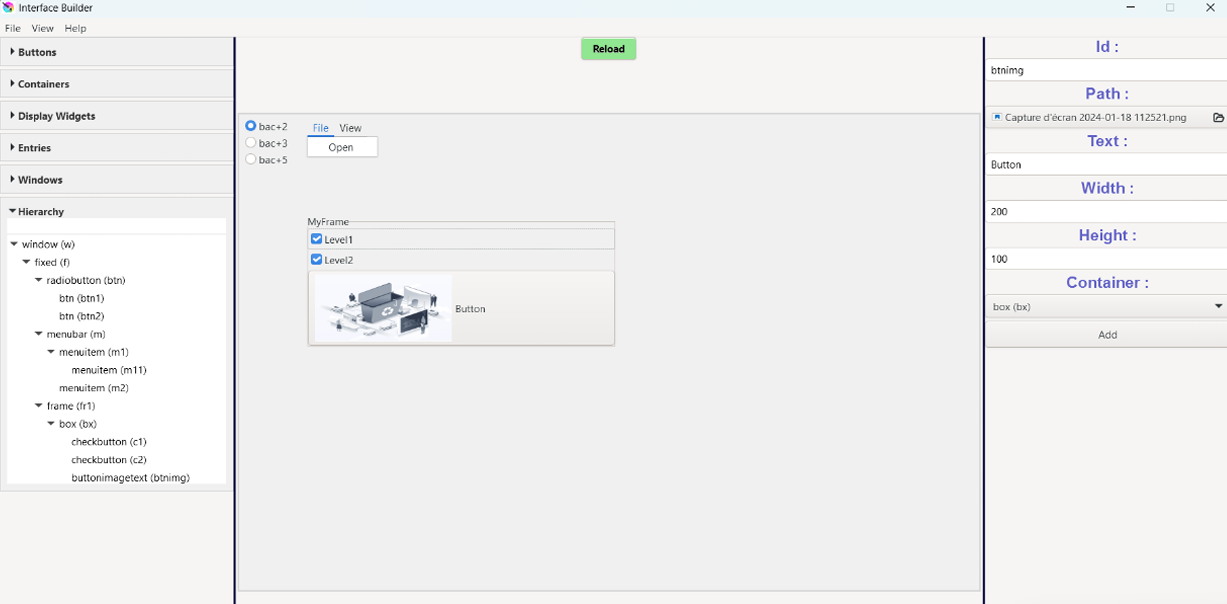 Interface Builder
File View Help
Buttons
Containers
Display Widgets
Entries
Windows
Hierarchy
window (w)
fixed (f)
radiobutton (btn)
btn (btn1)
btn (btn2)
menubar (m)
menuitem (m1)
menuitem (m11)
menuitem (m2)
frame (fr1)
box (bx)
checkbutton (c1)
checkbutton (c2)
buttonimagetext (btnimg)
Reload
bac+2
bac+3
bac+5
File View
Open
MyFrame
Level1
Level2
Button
Id :
btnimg
Path :
Capture d'écran 2024-01-18 112521.png
Text :
Button
Width :
200
Height :
100
Container :
box (bx)
Add